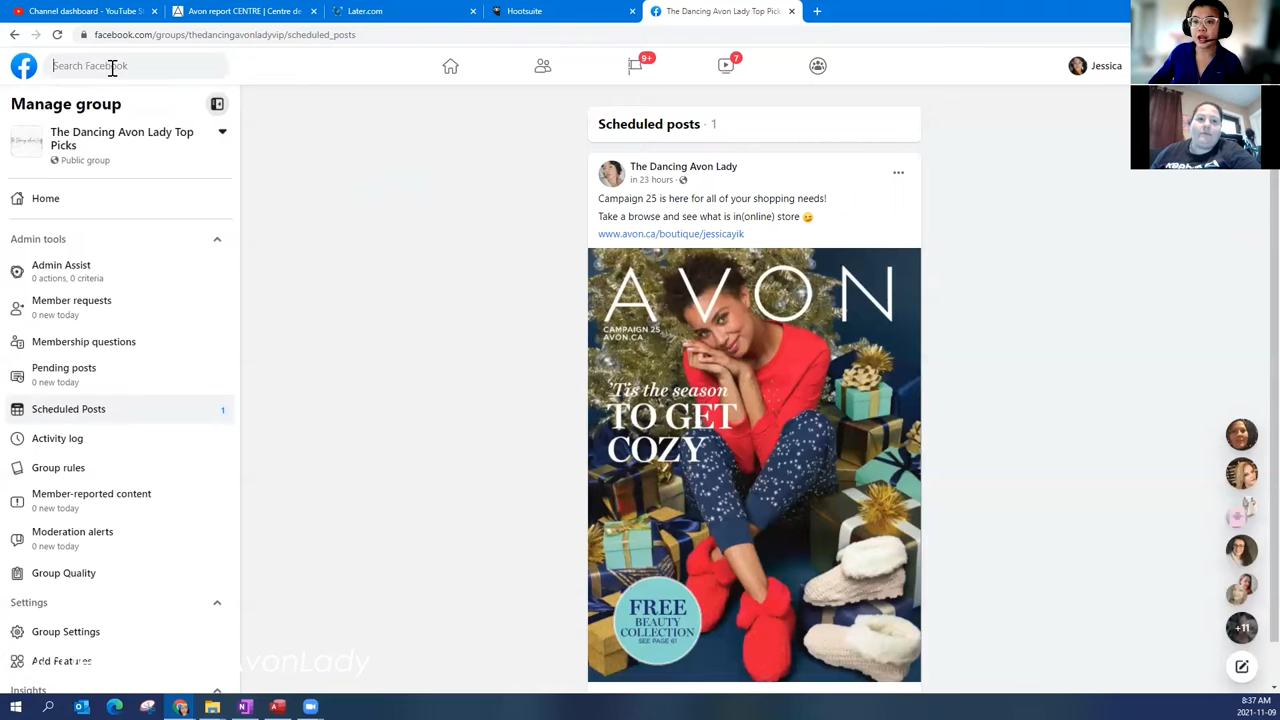 Channel dashboard - YouTube S
Avon report CENTRE | Centre de
Later.com
Hootsuite
The Dancing Avon Lady Top Pick
facebook.com/groups/thedancingavonladyvip/scheduled_posts
Search Facebook
9+
7
Jessica
Manage group
The Dancing Avon Lady Top
Picks
Public group
Home
Admin tools
Admin Assist
0 actions, 0 criteria
Member requests
0 new today
Membership questions
Pending posts
0 new today
Scheduled Posts
1
Activity log
Group rules
Member-reported content
0 new today
Moderation alerts
0 new today
Group Quality
Settings
Group Settings
Add Features
Insights
AvonLady
Scheduled posts · 1
The Dancing Avon Lady
in 23 hours ·
Campaign 25 is here for all of your shopping needs!
Take a browse and see what is in(online) store 😉
www.avon.ca/boutique/jessicayik
AVON
CAMPAIGN 25
AVON.CA
'Tis the season
TO GET
COZY
FREE
BEAUTY
COLLECTION
SEE PAGE 61
+11
8:37 AM
2021-11-09